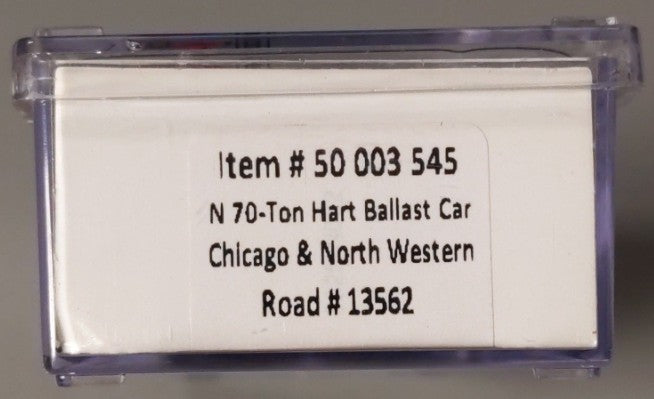 Item # 50 003 545
N 70-Ton Hart Ballast Car
Chicago & North Western
Road # 13562